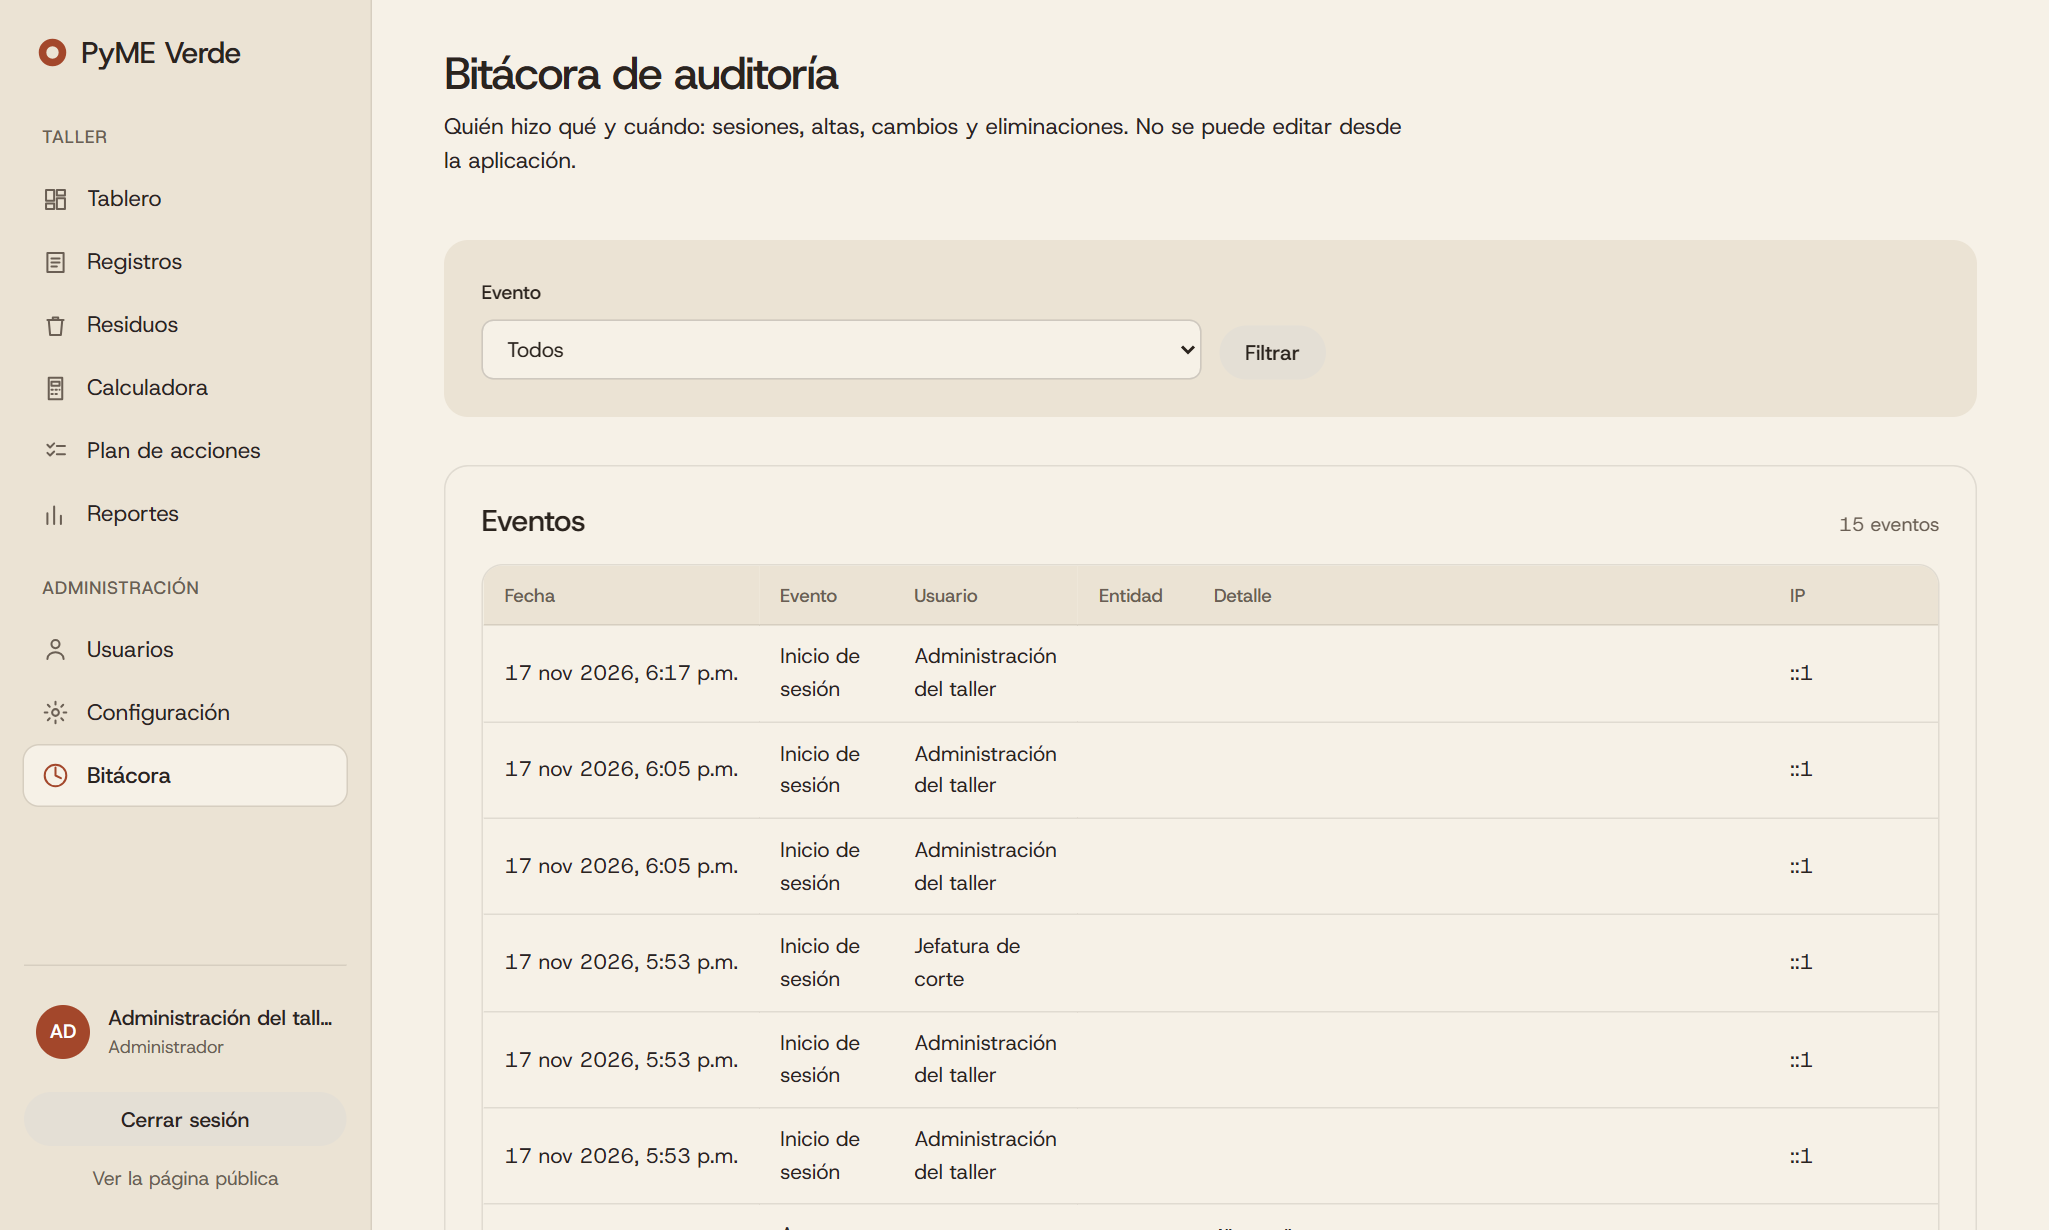 PyME Verde
TALLER
Tablero
Registros
Residuos
Calculadora
Plan de acciones
Reportes
ADMINISTRACIÓN
Usuarios
Configuración
Bitácora
AD
Administración del tall...
Administrador
Cerrar sesión
Ver la página pública
Bitácora de auditoría
Quién hizo qué y cuándo: sesiones, altas, cambios y eliminaciones. No se puede editar desde
la aplicación.
Evento
Todos
Filtrar
Eventos
15 eventos
Fecha Evento Usuario Entidad Detalle IP
17 nov 2026, 6:17 p.m. Inicio de sesión Administración del taller ::1
17 nov 2026, 6:05 p.m. Inicio de sesión Administración del taller ::1
17 nov 2026, 6:05 p.m. Inicio de sesión Administración del taller ::1
17 nov 2026, 5:53 p.m. Inicio de sesión Jefatura de corte ::1
17 nov 2026, 5:53 p.m. Inicio de sesión Administración del taller ::1
17 nov 2026, 5:53 p.m. Inicio de sesión Administración del taller ::1